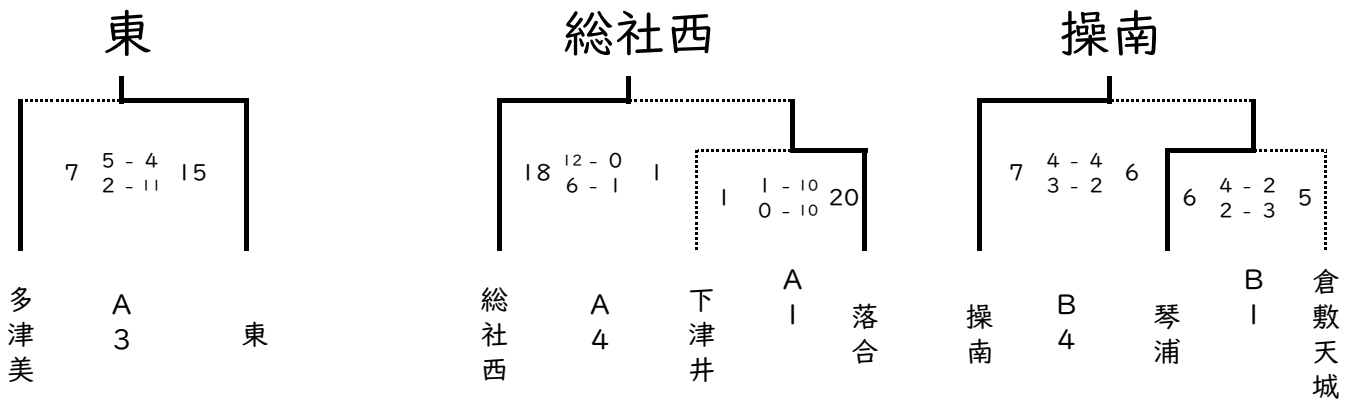 東
総社西
操南
7 5 - 4 15
2 - 11
18 12 - 0 1
6 - 1
1 1 - 10 20
0 - 10
7 4 - 4 6
3 - 2
6 4 - 2 5
2 - 3
多津美
A3
東
総社西
A4
下津井
A1
落合
操南
B4
琴浦
B1
倉敷天城